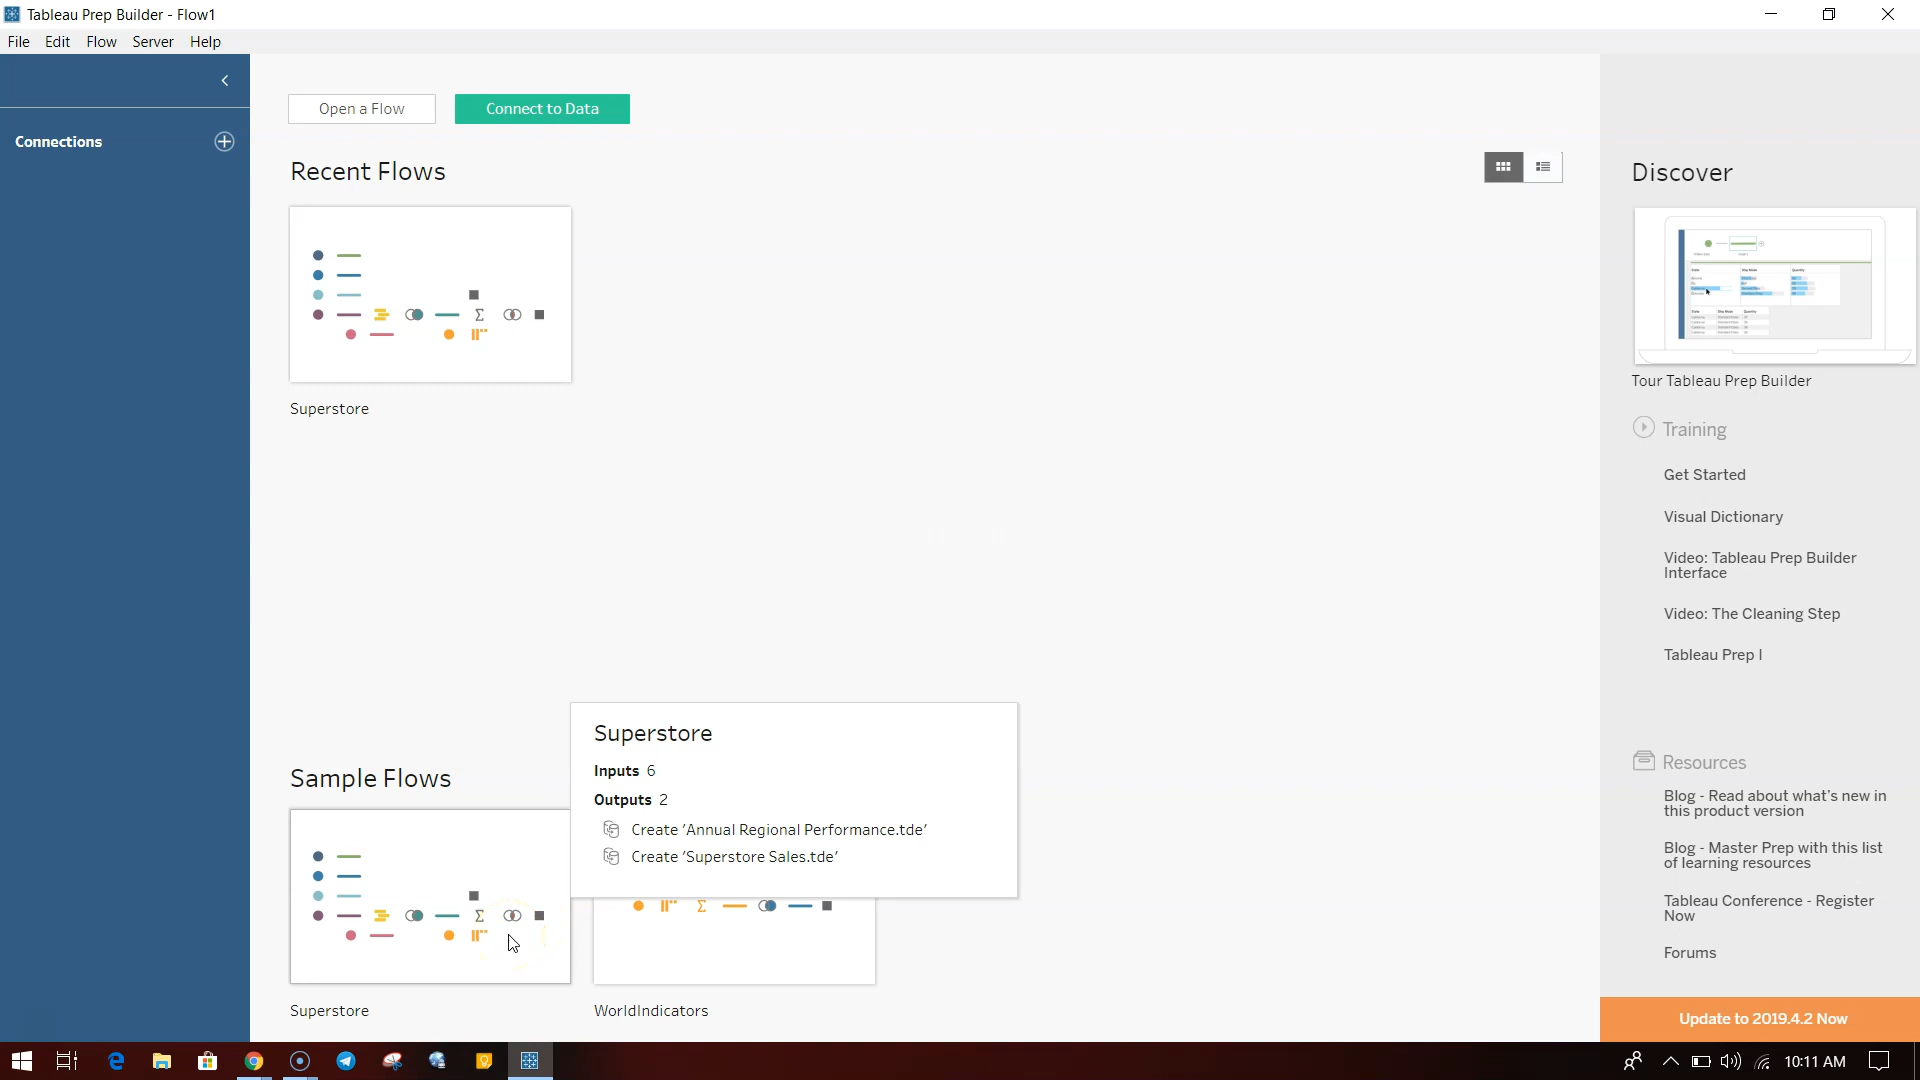 Tableau Prep Builder - Flow1
File Edit Flow Server Help
Connections
Open a Flow
Connect to Data
Recent Flows
Superstore
Sample Flows
Superstore
WorldIndicators
Superstore
Inputs 6
Outputs 2
Create 'Annual Regional Performance.tde'
Create 'Superstore Sales.tde'
Discover
Tour Tableau Prep Builder
Training
Get Started
Visual Dictionary
Video: Tableau Prep Builder
Interface
Video: The Cleaning Step
Tableau Prep I
Resources
Blog - Read about what's new in
this product version
Blog - Master Prep with this list
of learning resources
Tableau Conference - Register
Now
Forums
Update to 2019.4.2 Now
10:11 AM